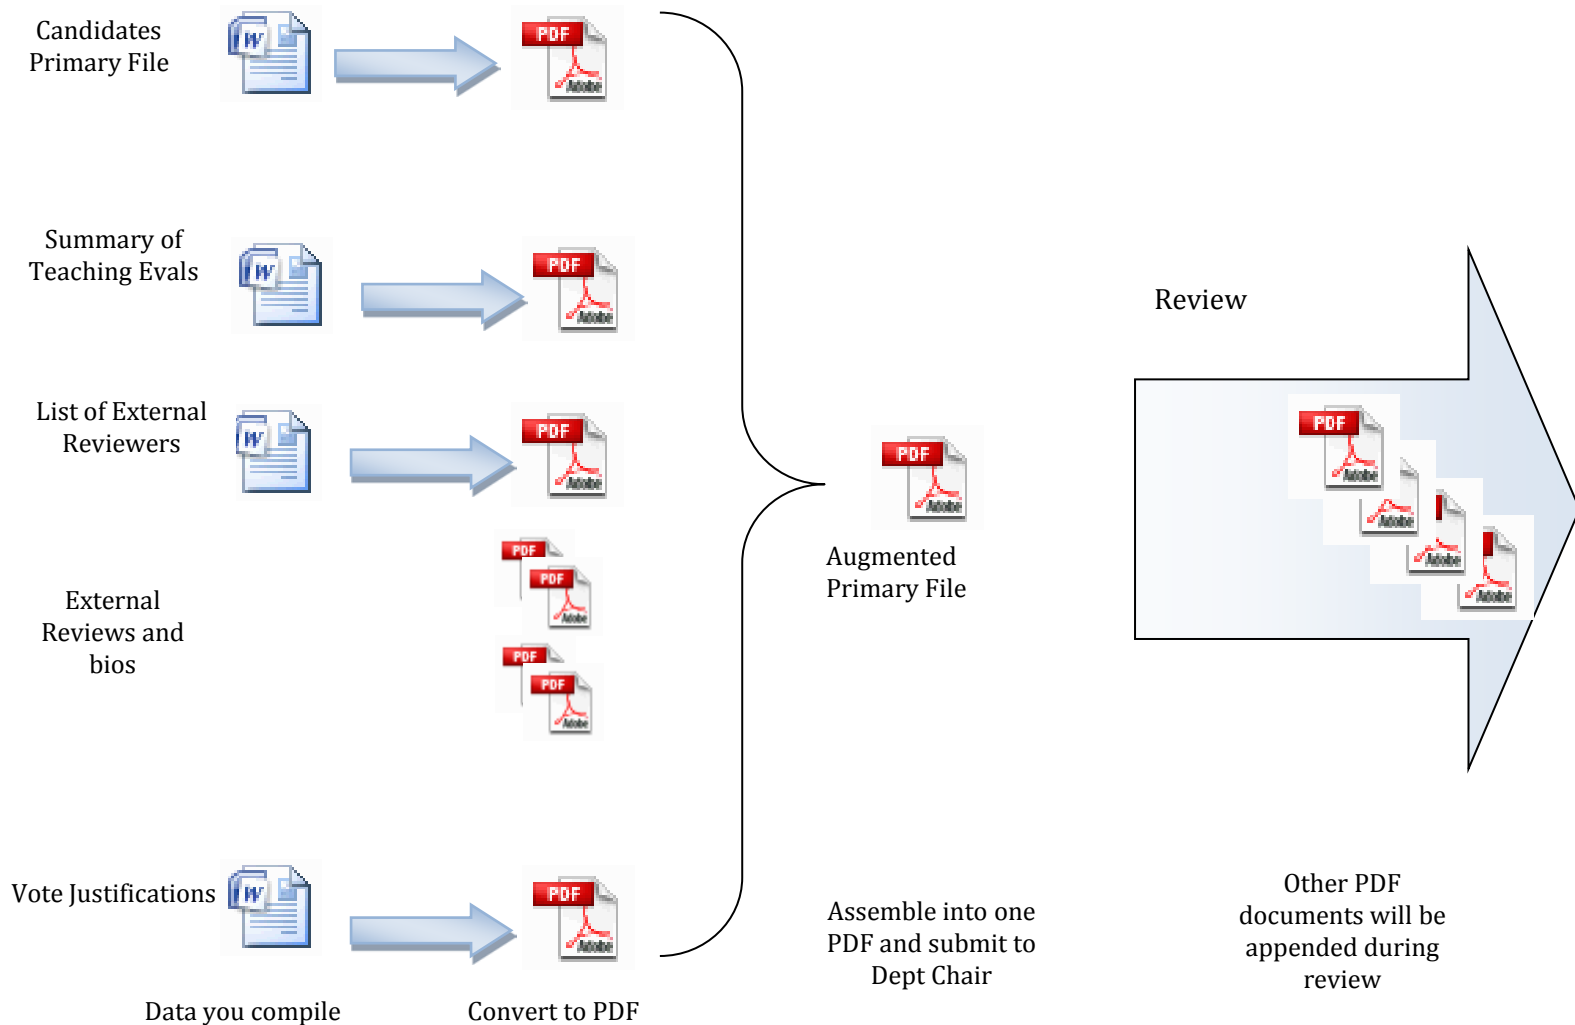 Candidates
Primary File
W
PDF
Adobe
Summary of
Teaching Evals
W
PDF
Adobe
List of External
Reviewers
W
PDF
Adobe
External
Reviews and
bios
PDF
PDF
Adobe
PDF
PDF
Adobe
Vote Justifications
W
PDF
Adobe
Data you compile
Convert to PDF
PDF
Adobe
Augmented
Primary File
Assemble into one
PDF and submit to
Dept Chair
Review
PDF
Adobe
Adobe
Adobe
Adobe
Other PDF
documents will be
appended during
review